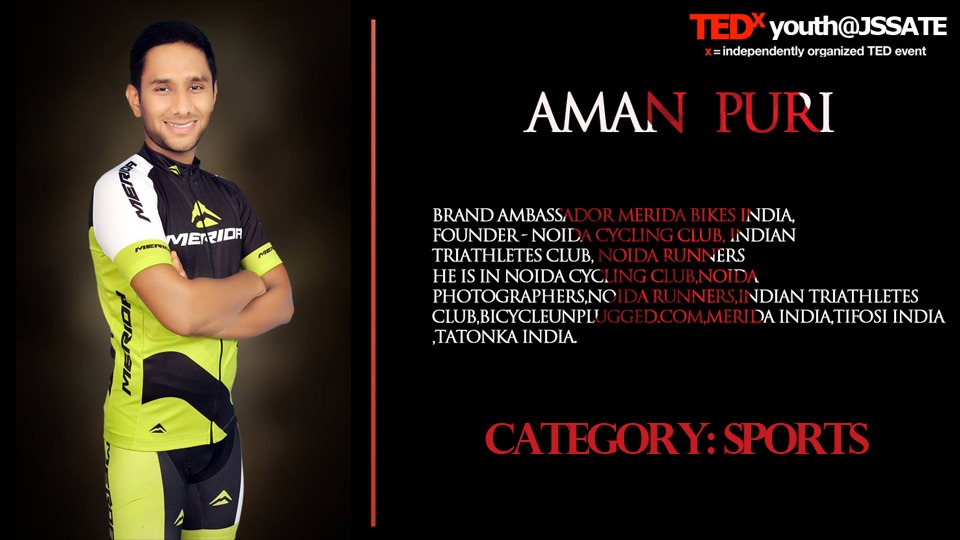 TEDx youth@JSSATE
x = independently organized TED event
AMAN PURI
BRAND AMBASSADOR MERIDA BIKES INDIA,
FOUNDER - NOIDA CYCLING CLUB, INDIAN
TRIATHLETES CLUB, NOIDA RUNNERS
HE IS IN NOIDA CYCLING CLUB,NOIDA
PHOTOGRAPHERS,NOIDA RUNNERS,INDIAN TRIATHLETES
CLUB,BICYCLEUNPLUGGED.COM,MERIDA INDIA,TIFOSI INDIA
,TATONKA INDIA.
CATEGORY: SPORTS
MERIDA
MERIDA
MERIDA
MERIDA